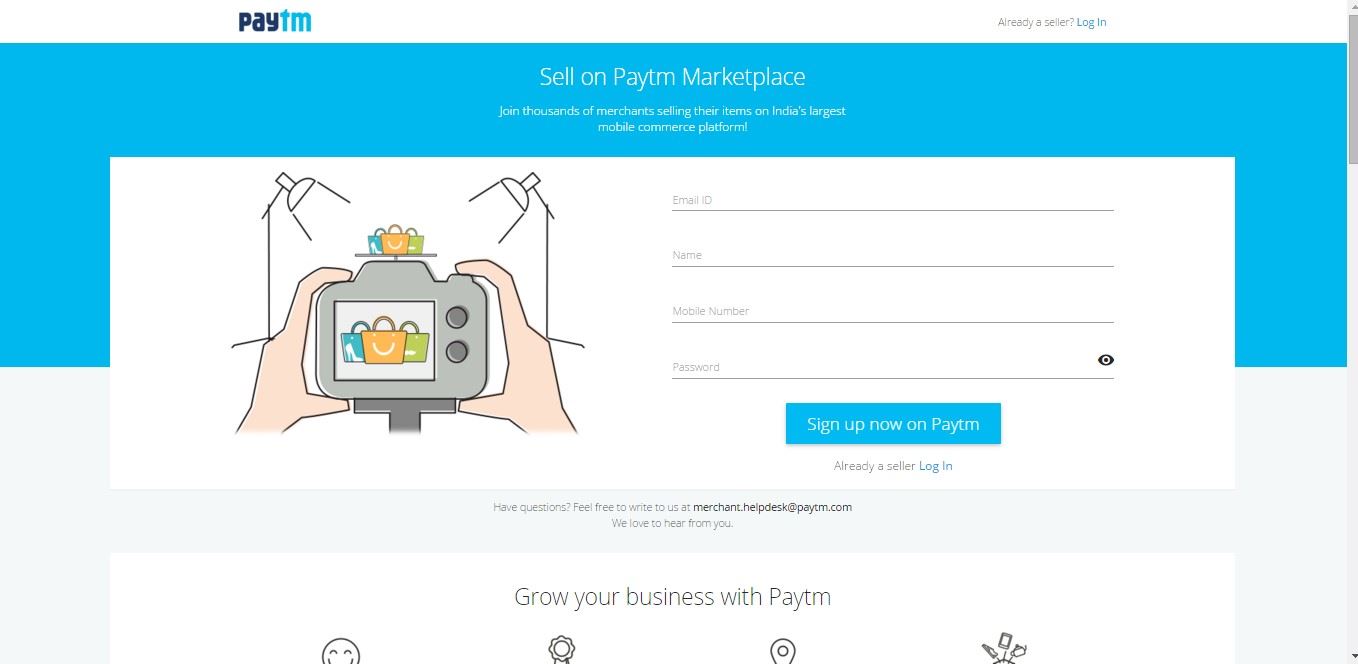 paytm
Already a seller? Log In
Sell on Paytm Marketplace
Join thousands of merchants selling their items on India's largest
mobile commerce platform!
Email ID
Name
Mobile Number
Password
Sign up now on Paytm
Already a seller Log In
Have questions? Feel free to write to us at merchant.helpdesk@paytm.com
We love to hear from you.
Grow your business with Paytm